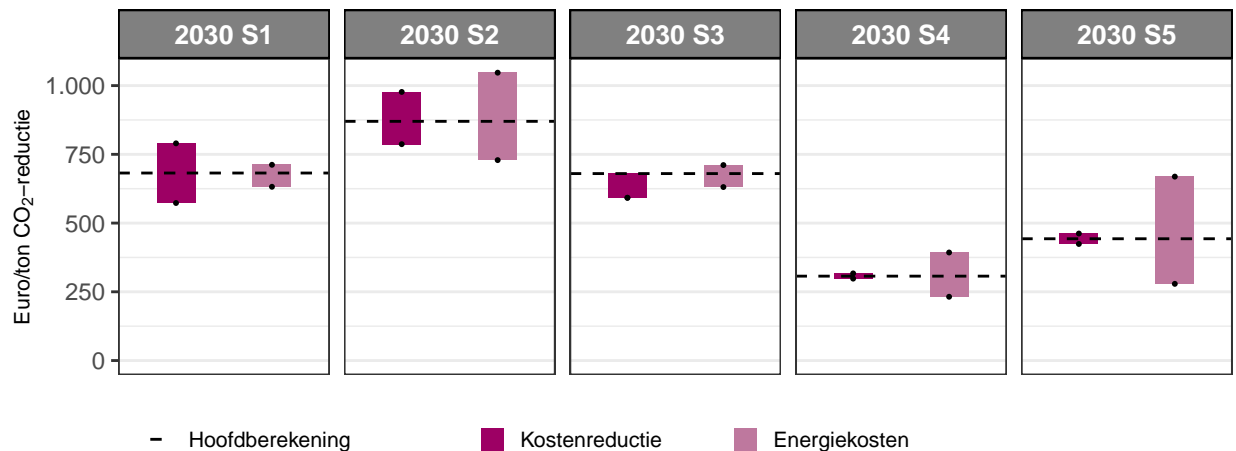 2030 S1
2030 S2
2030 S3
2030 S4
2030 S5
Euro/ton CO₂−reductie
1.000
750
500
250
0
Hoofdberekening
Kostenreductie
Energiekosten